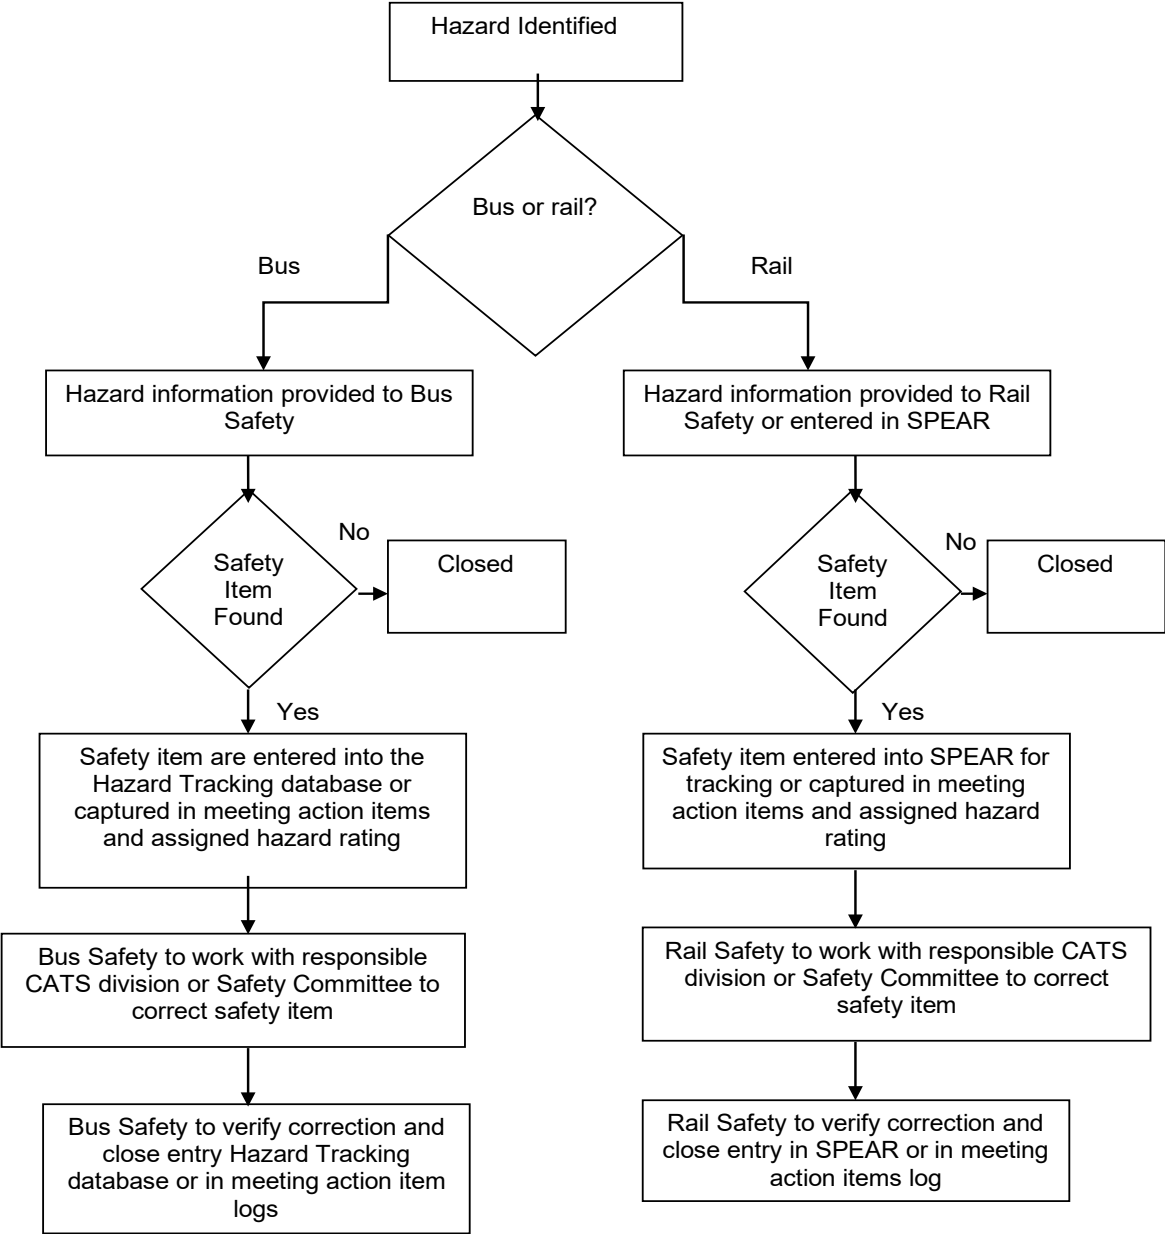 Hazard Identified
Bus or rail?
Bus
Rail
Hazard information provided to Bus
Safety
Hazard information provided to Rail
Safety or entered in SPEAR
Safety
Item
Found
No
Closed
Safety
Item
Found
No
Closed
Yes
Yes
Safety item are entered into the
Hazard Tracking database or
captured in meeting action items
and assigned hazard rating
Safety item entered into SPEAR for
tracking or captured in meeting
action items and assigned hazard
rating
Bus Safety to work with responsible
CATS division or Safety Committee to
correct safety item
Rail Safety to work with responsible CATS
division or Safety Committee to correct
safety item
Bus Safety to verify correction and
close entry Hazard Tracking
database or in meeting action item
logs
Rail Safety to verify correction and
close entry in SPEAR or in meeting
action items log